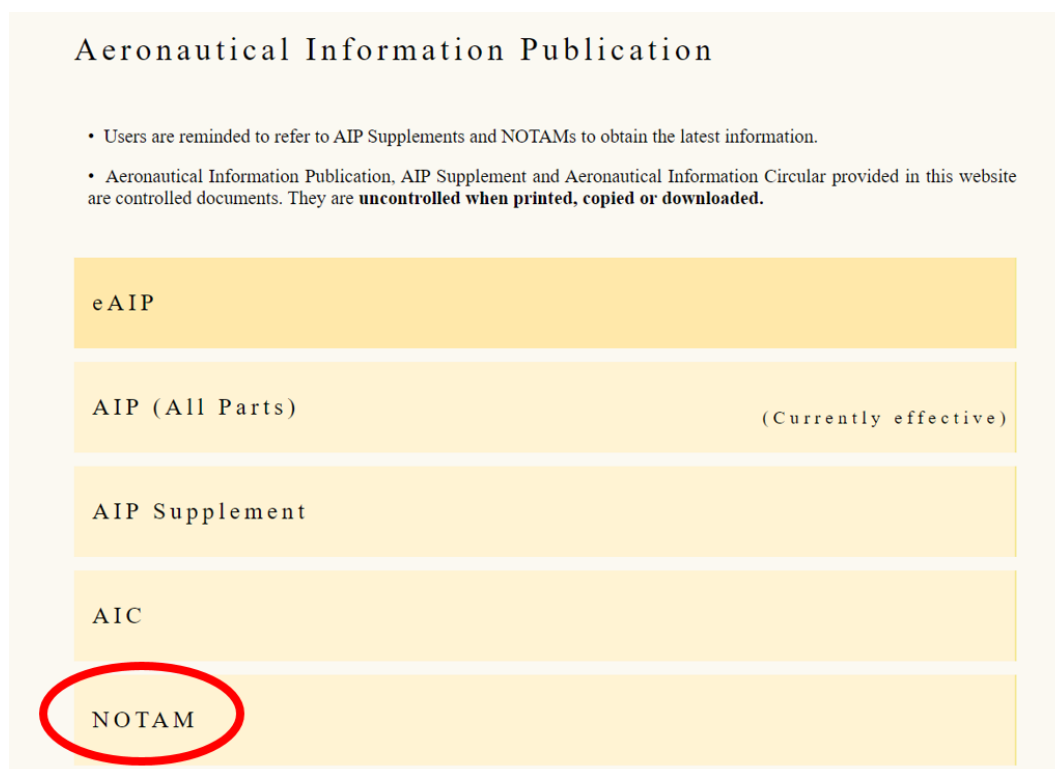 Aeronautical Information Publication
• Users are reminded to refer to AIP Supplements and NOTAMs to obtain the latest information.
• Aeronautical Information Publication, AIP Supplement and Aeronautical Information Circular provided in this website
are controlled documents. They are uncontrolled when printed, copied or downloaded.
eAIP
AIP (All Parts)
(Currently effective)
AIP Supplement
AIC
NOTAM